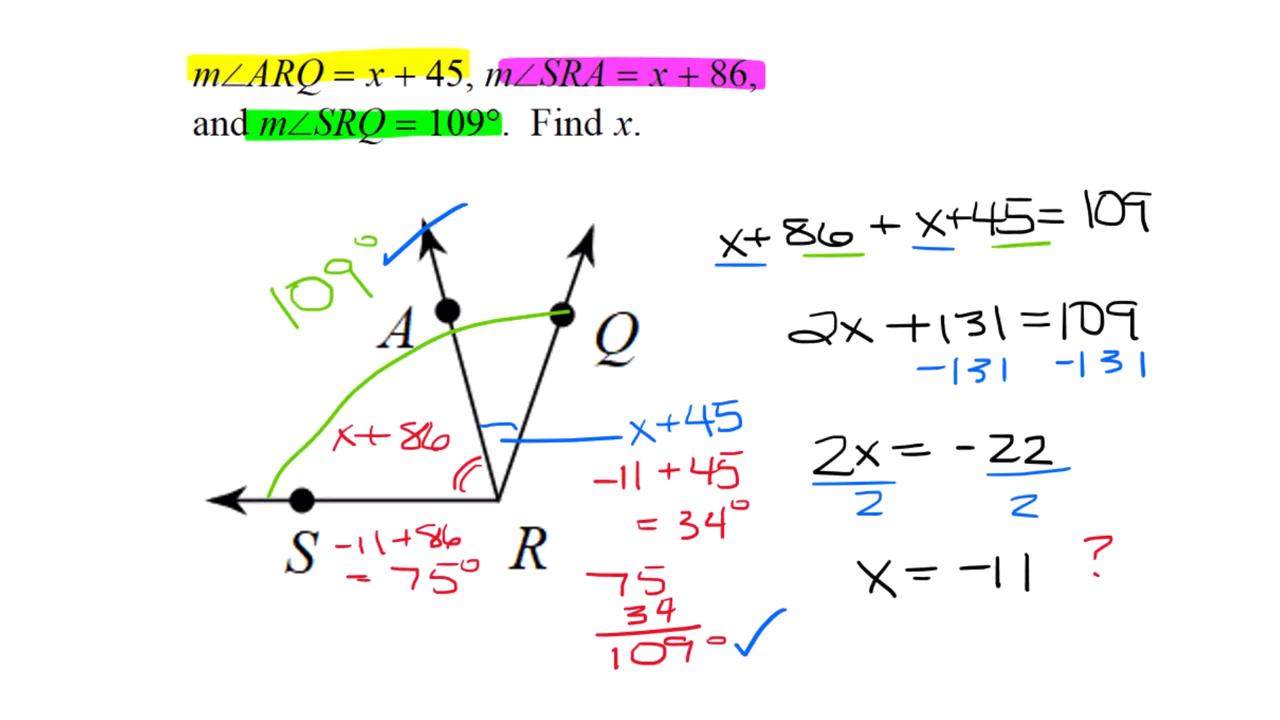 m∠ARQ = x + 45, m∠SRA = x + 86,
and m∠SRQ = 109°. Find x.
x + 86 + x + 45 = 109
109°
2x + 131 = 109
-131 -131
A
Q
x + 86
x + 45
2x = -22
2 2
-11 + 45
= 34°
S
R
-11 + 86
= 75°
x = -11 ?
75
34
109°